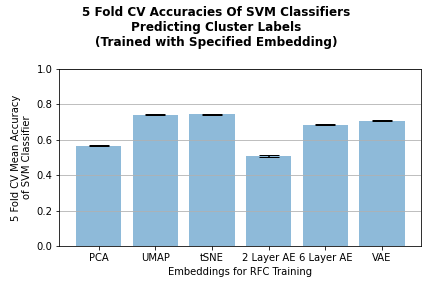 5 Fold CV Accuracies Of SVM Classifiers
Predicting Cluster Labels
(Trained with Specified Embedding)
5 Fold CV Mean Accuracy
of SVM Classifier
1.0
0.8
0.6
0.4
0.2
0.0
PCA UMAP tSNE 2 Layer AE 6 Layer AE VAE
Embeddings for RFC Training